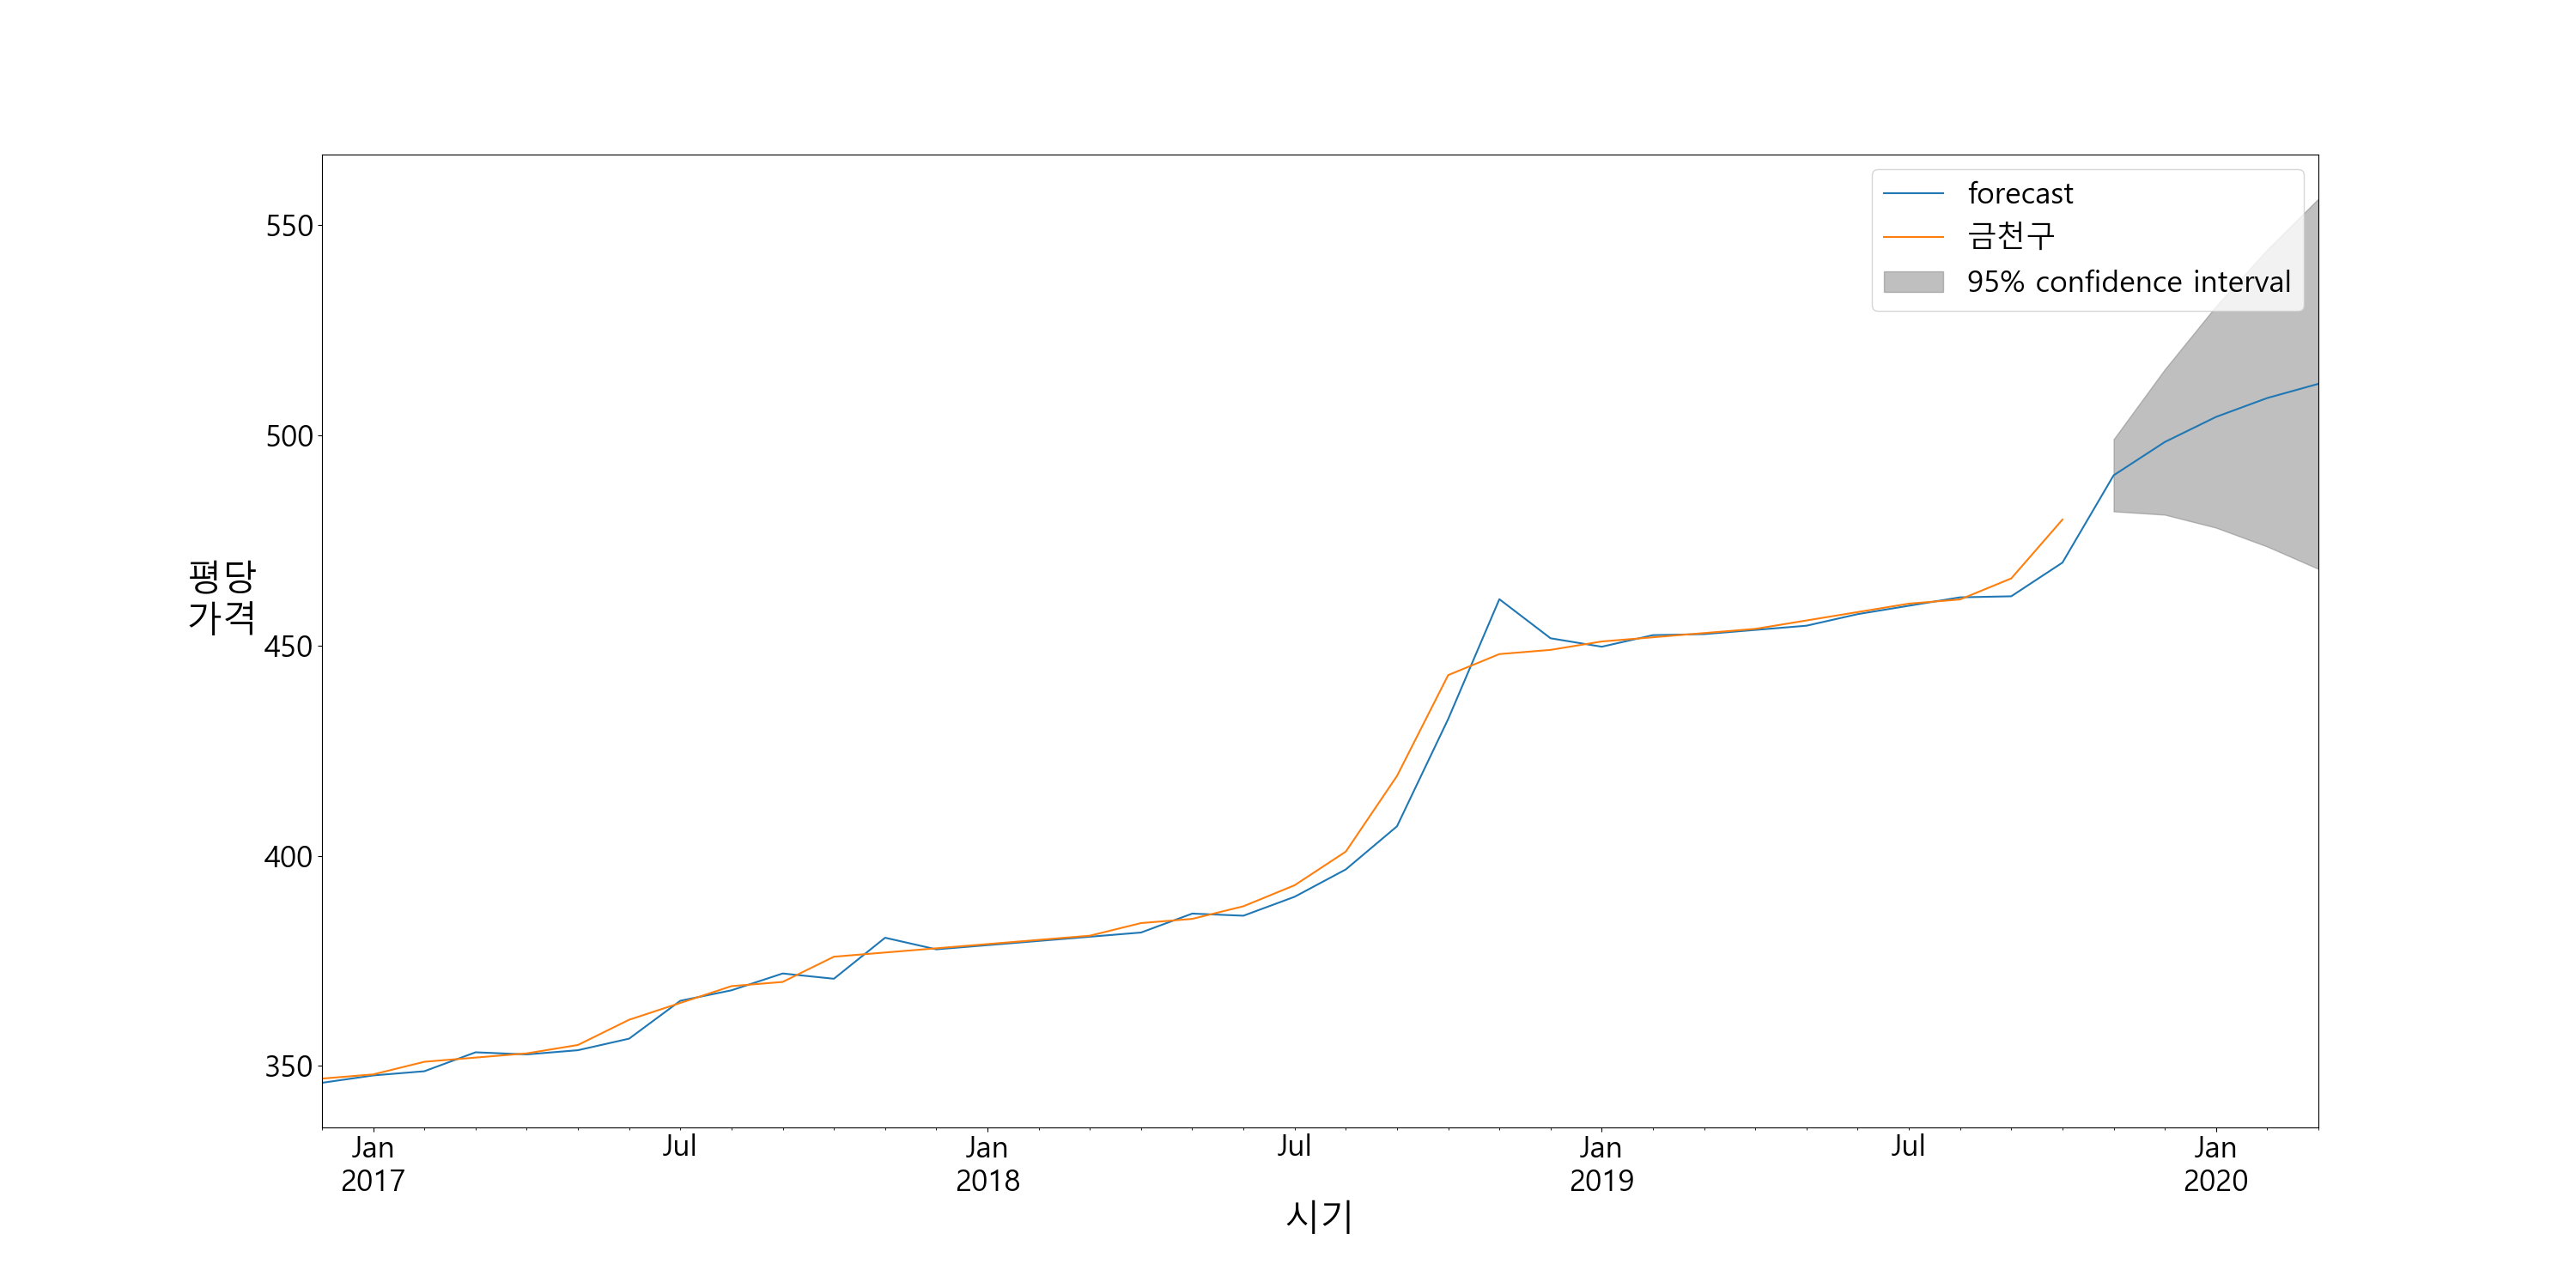 forecast
금천구
95% confidence interval
550
500
450
400
350
평당
가격
Jan Jul Jan Jul Jan Jul Jan
2017 2018 2019 2020
시기